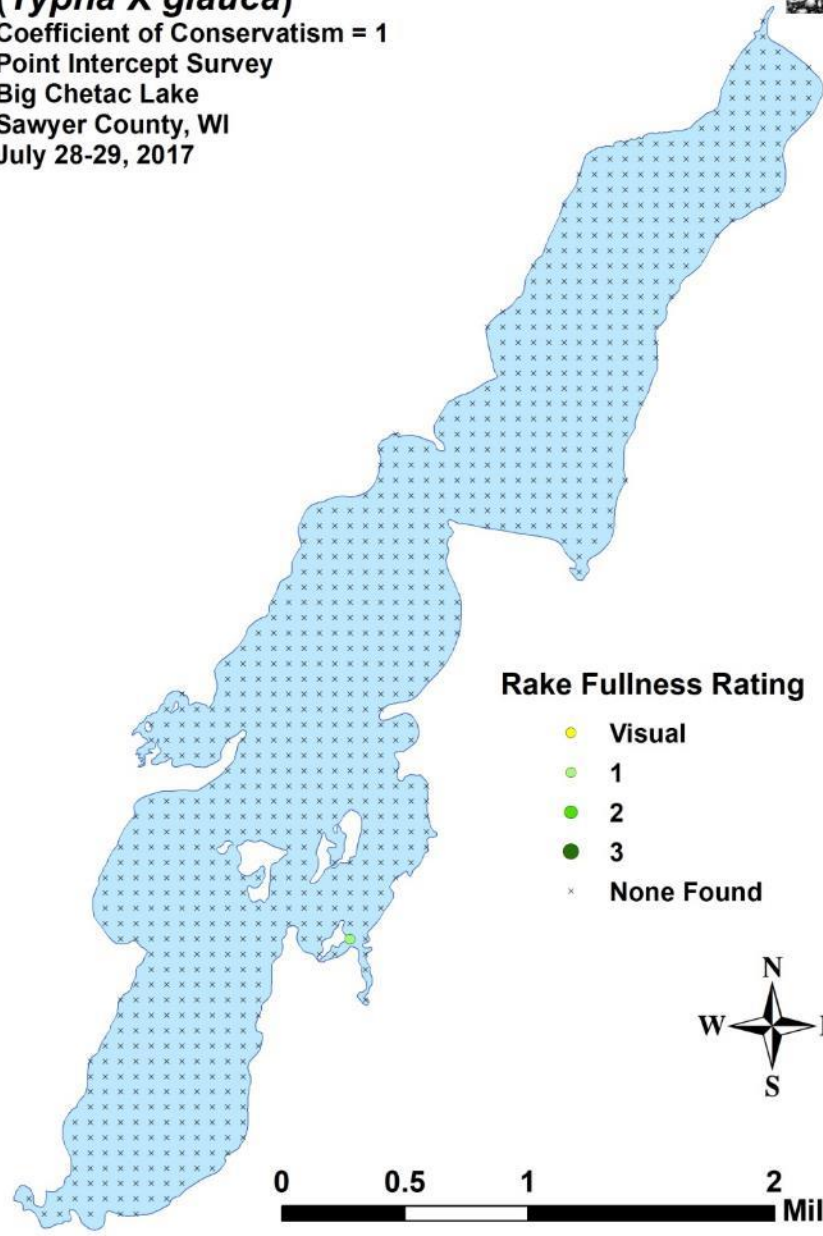 (Typha X glauca)
Coefficient of Conservatism = 1
Point Intercept Survey
Big Chetac Lake
Sawyer County, WI
July 28-29, 2017
Rake Fullness Rating
Visual
1
2
3
None Found
N
W
S
0 0.5 1 2
Mil